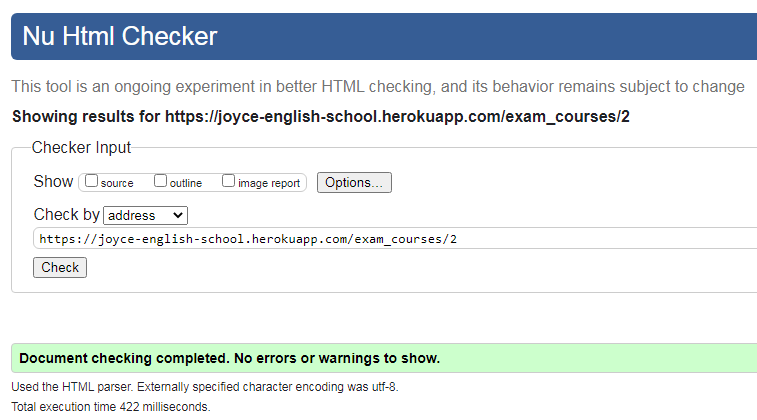 Nu Html Checker
This tool is an ongoing experiment in better HTML checking, and its behavior remains subject to change
Showing results for https://joyce-english-school.herokuapp.com/exam_courses/2
Checker Input
Show source outline image report Options...
Check by address
https://joyce-english-school.herokuapp.com/exam_courses/2
Check
Document checking completed. No errors or warnings to show.
Used the HTML parser. Externally specified character encoding was utf-8.
Total execution time 422 milliseconds.